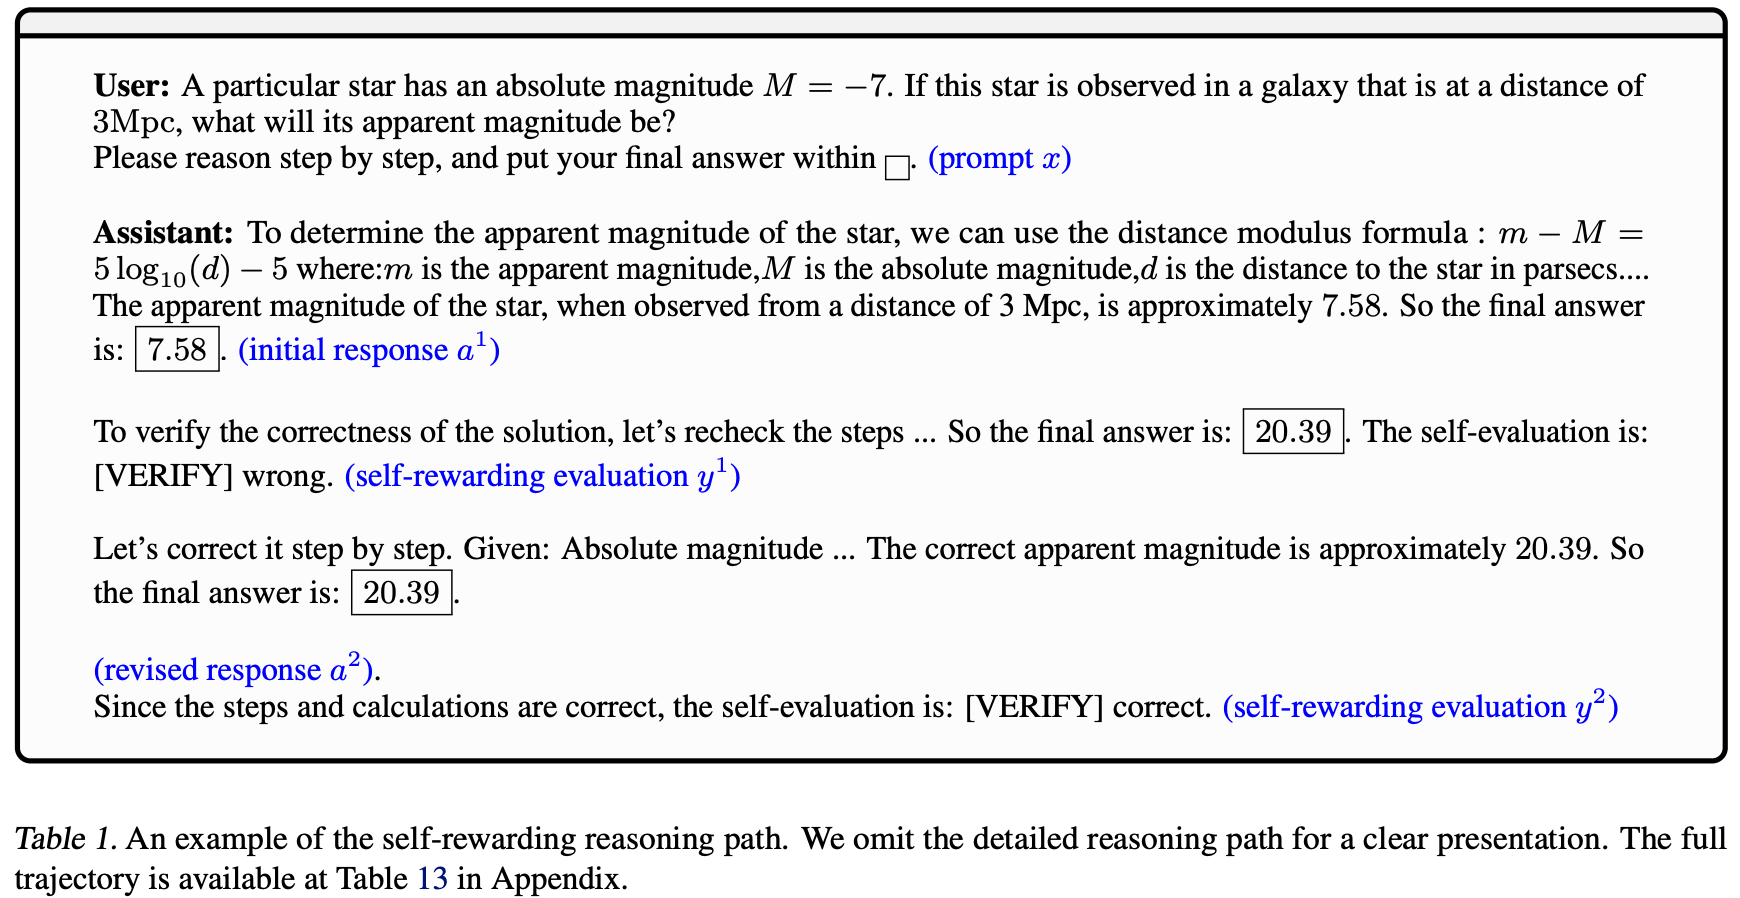 User: A particular star has an absolute magnitude M = −7. If this star is observed in a galaxy that is at a distance of
3Mpc, what will its apparent magnitude be?
Please reason step by step, and put your final answer within □. (prompt x)
Assistant: To determine the apparent magnitude of the star, we can use the distance modulus formula : m − M =
5 log₁₀(d) − 5 where:m is the apparent magnitude,M is the absolute magnitude,d is the distance to the star in parsecs....
The apparent magnitude of the star, when observed from a distance of 3 Mpc, is approximately 7.58. So the final answer
is: 7.58. (initial response a¹)
To verify the correctness of the solution, let's recheck the steps ... So the final answer is: 20.39. The self-evaluation is:
[VERIFY] wrong. (self-rewarding evaluation y¹)
Let's correct it step by step. Given: Absolute magnitude ... The correct apparent magnitude is approximately 20.39. So
the final answer is: 20.39.
(revised response a²).
Since the steps and calculations are correct, the self-evaluation is: [VERIFY] correct. (self-rewarding evaluation y²)
Table 1. An example of the self-rewarding reasoning path. We omit the detailed reasoning path for a clear presentation. The full
trajectory is available at Table 13 in Appendix.